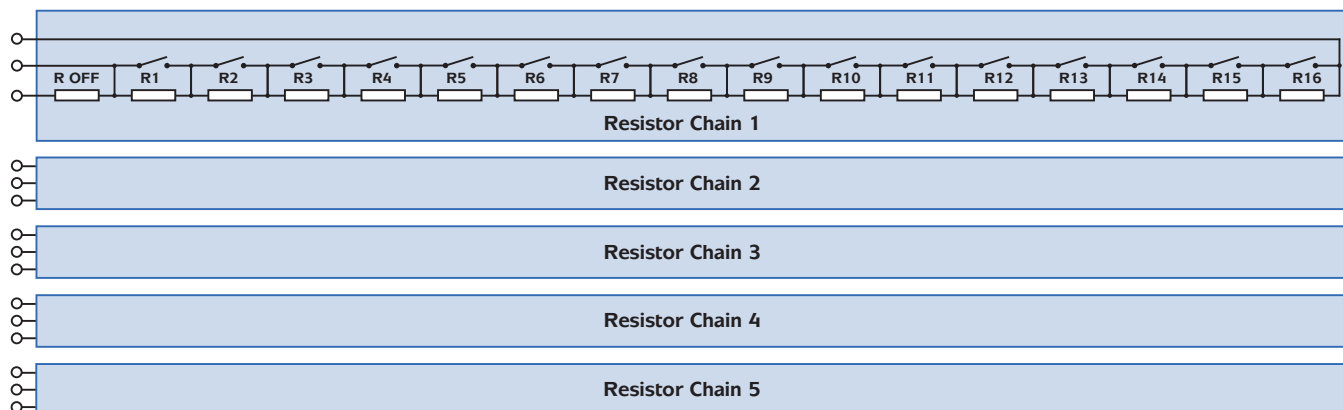 R OFF R1 R2 R3 R4 R5 R6 R7 R8 R9 R10 R11 R12 R13 R14 R15 R16
Resistor Chain 1
Resistor Chain 2
Resistor Chain 3
Resistor Chain 4
Resistor Chain 5